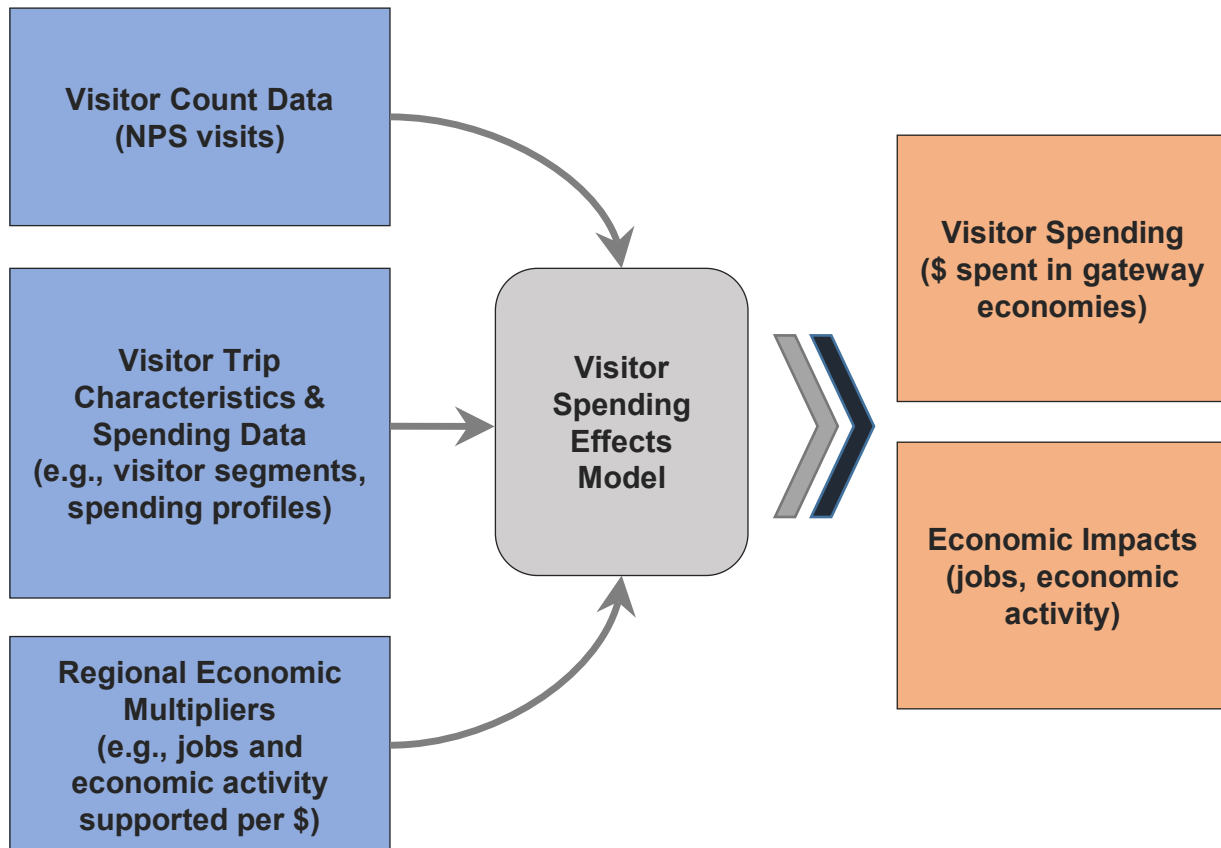 Visitor Count Data
(NPS visits)
Visitor Trip
Characteristics &
Spending Data
(e.g., visitor segments,
spending profiles)
Regional Economic
Multipliers
(e.g., jobs and
economic activity
supported per $)
Visitor
Spending
Effects
Model
Visitor Spending
($ spent in gateway
economies)
Economic Impacts
(jobs, economic
activity)